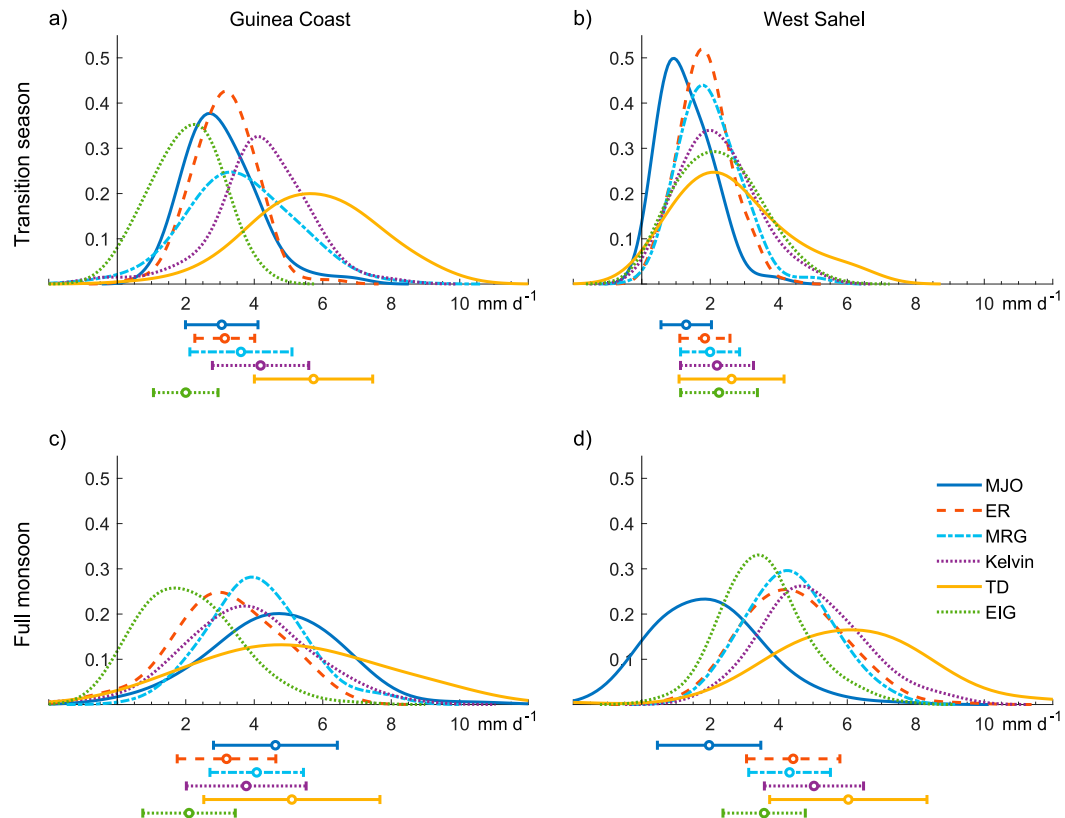 a) Guinea Coast
b) West Sahel
Transition season
0.5
0.4
0.3
0.2
0.1
2 4 6 8 10 mm d⁻¹
0.5
0.4
0.3
0.2
0.1
2 4 6 8 10 mm d⁻¹
c)
d)
Full monsoon
0.5
0.4
0.3
0.2
0.1
2 4 6 8 10 mm d⁻¹
0.5
0.4
0.3
0.2
0.1
2 4 6 8 10 mm d⁻¹
MJO
ER
MRG
Kelvin
TD
EIG